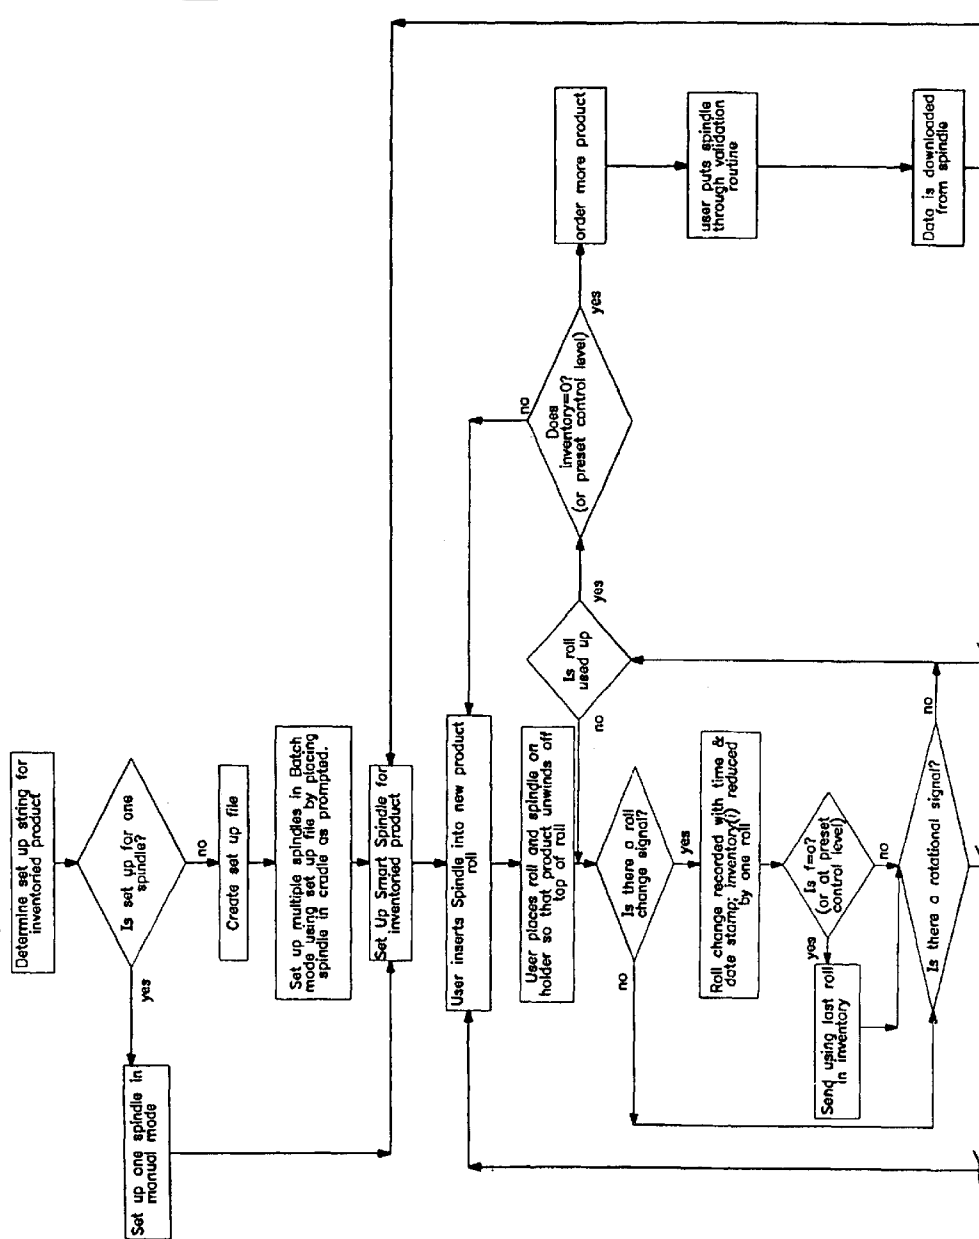 Determine set up string for
inventoried product
Is set up for one
spindle?
yes
no
Set up one spindle in
manual mode
Create set up file
Set up multiple spindles in Batch
mode using set up file by placing
spindle in cradle as prompted.
Set Up Smart Spindle for
inventoried product
User inserts Spindle into new product
roll
User places roll and spindle on
holder so that product unwinds off
top of roll
Is there a roll
change signal?
no
yes
Roll change recorded with time &
date stamp; inventory(i) reduced
by one roll
Is f=0?
(or at preset
control level)
yes
no
Send using last roll
in inventory
Is there a rotational signal?
no
Is roll
used up
no
yes
Does
inventory=0?
(or preset control level)
no
yes
order more product
user puts spindle
through validation
routine
Data is downloaded
from spindle